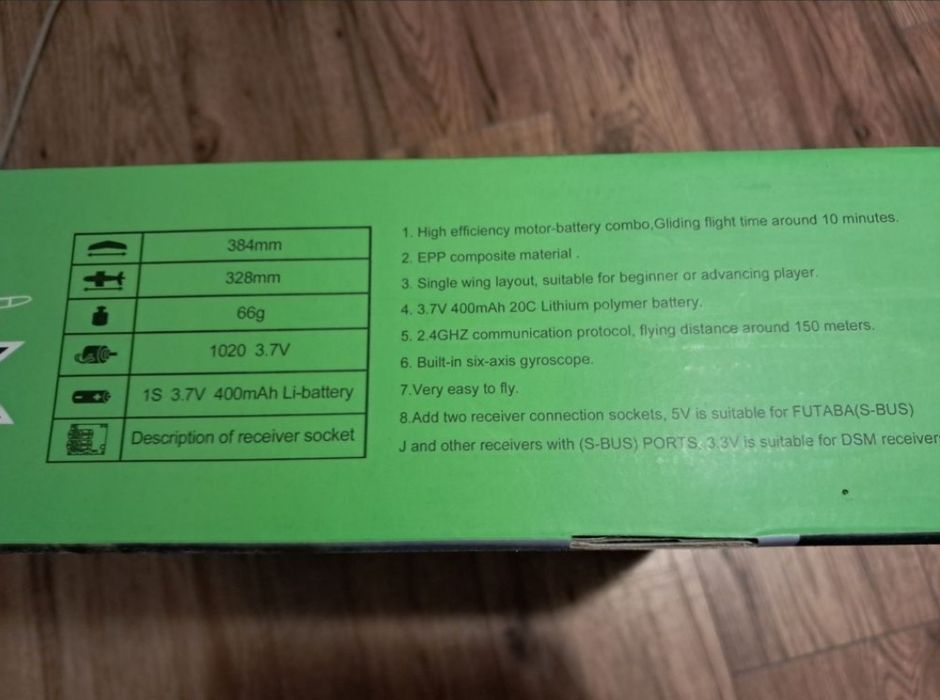 384mm
328mm
66g
1020 3.7V
1S 3.7V 400mAh Li-battery
Description of receiver socket
1. High efficiency motor-battery combo,Gliding flight time around 10 minutes.
2. EPP composite material .
3. Single wing layout, suitable for beginner or advancing player.
4. 3.7V 400mAh 20C Lithium polymer battery.
5. 2.4GHZ communication protocol, flying distance around 150 meters.
6. Built-in six-axis gyroscope.
7.Very easy to fly.
8.Add two receiver connection sockets, 5V is suitable for FUTABA(S-BUS)
J and other receivers with (S-BUS) PORTS, 3.3V is suitable for DSM receiver